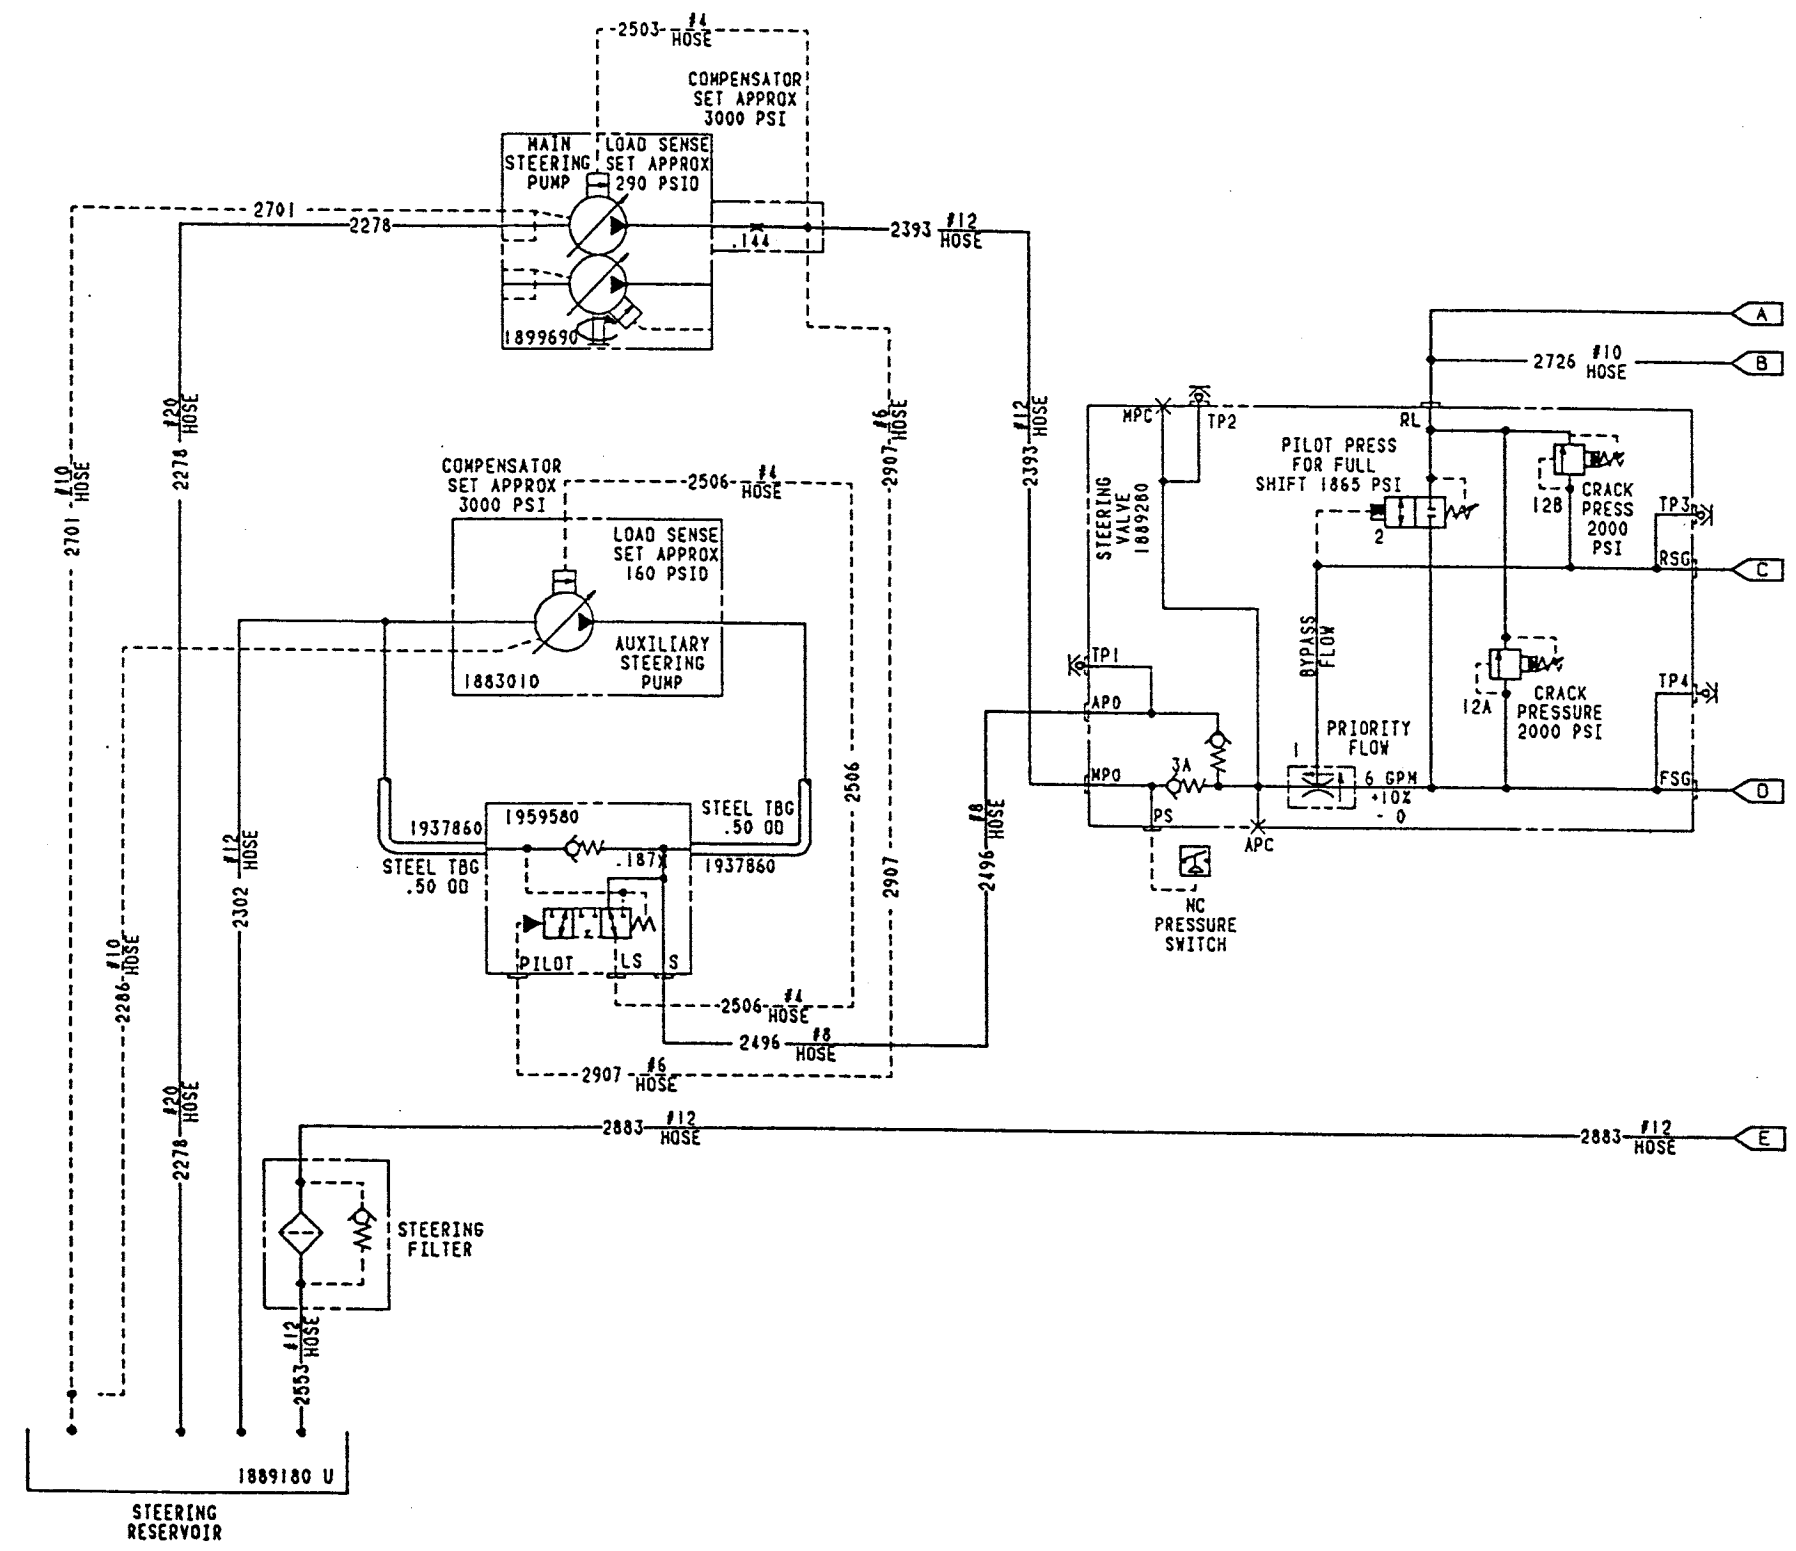 2503 #4
HOSE
COMPENSATOR
SET APPROX
3000 PSI
MAIN
STEERING
PUMP
LOAD SENSE
SET APPROX
290 PSID
2701
2278
.144
2393 #12
HOSE
1899690
A
2726 #10
HOSE
B
#20
HOSE
2278
#10
HOSE
2701
#6
HOSE
2907
#12
HOSE
2393
COMPENSATOR
SET APPROX
3000 PSI
2506 #4
HOSE
LOAD SENSE
SET APPROX
160 PSID
AUXILIARY
STEERING
PUMP
1883010
MPC
TP2
RL
STEERING
VALVE
1889280
PILOT PRESS
FOR FULL
SHIFT 1865 PSI
2
12B
CRACK
PRESS
2000
PSI
TP3
RSG
C
BYPASS
FLOW
TP1
APO
12A
CRACK
PRESSURE
2000 PSI
TP4
PRIORITY
FLOW
1
MPO
3A
6 GPM
+10%
- 0
FSG
D
PS
APC
NC
PRESSURE
SWITCH
2506
#8
HOSE
2496
2907
#12
HOSE
2302
1937860
STEEL TBG
.50 OD
1959580
STEEL TBG
.50 OD
1937860
.187
PILOT
LS
S
2506 #4
HOSE
2496 #8
HOSE
2907 #6
HOSE
#10
HOSE
2286
#20
HOSE
2278
2883 #12
HOSE
2883 #12
HOSE
E
STEERING
FILTER
#12
HOSE
2553
1889180 U
STEERING
RESERVOIR